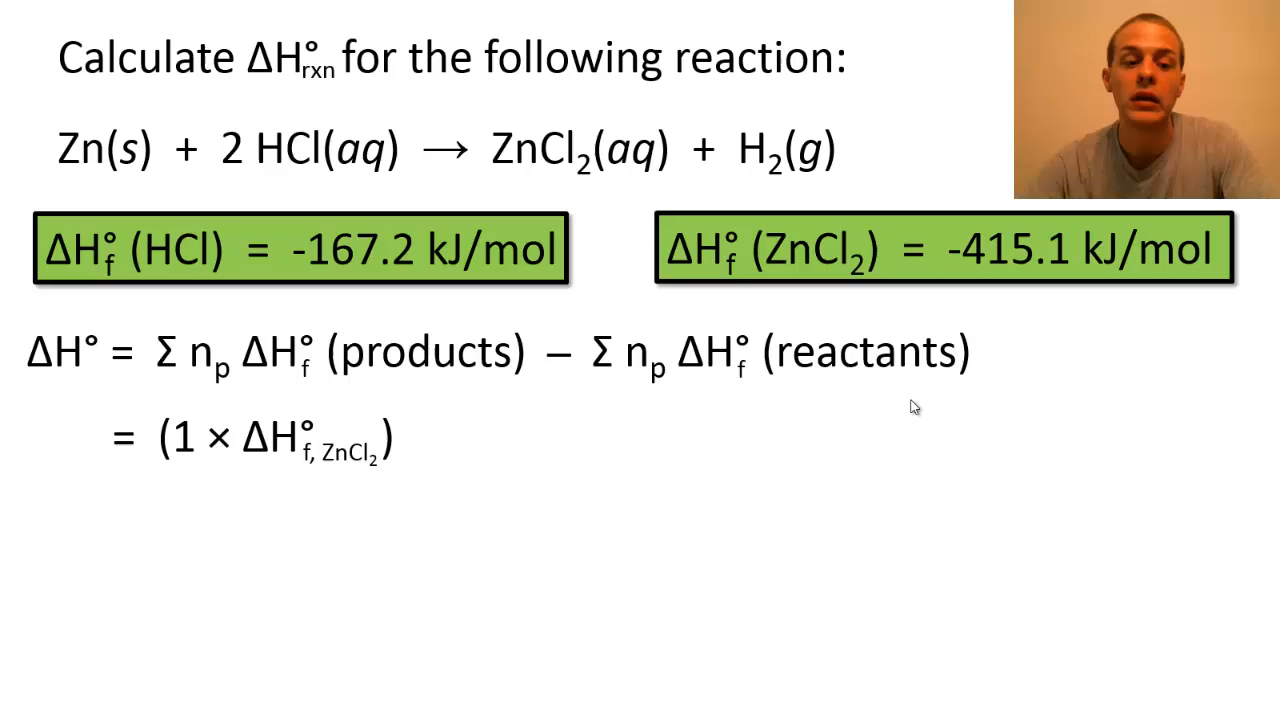 Calculate ΔH°rxn for the following reaction:
Zn(s) + 2 HCl(aq) → ZnCl₂(aq) + H₂(g)
ΔH°f (HCl) = -167.2 kJ/mol
ΔH°f (ZnCl₂) = -415.1 kJ/mol
ΔH° = Σ np ΔH°f (products) – Σ np ΔH°f (reactants)
= (1 × ΔH°f, ZnCl₂)